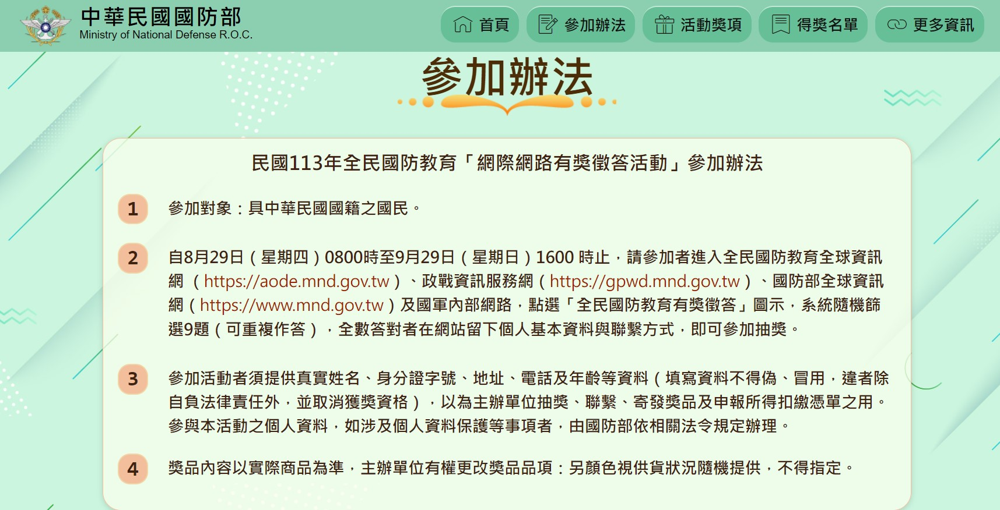 中華民國國防部
Ministry of National Defense R.O.C.
首頁
參加辦法
活動獎項
得獎名單
更多資訊
參加辦法
民國113年全民國防教育「網際網路有獎徵答活動」參加辦法
1
參加對象：具中華民國國籍之國民。
2
自8月29日（星期四）0800時至9月29日（星期日）1600 時止，請參加者進入全民國防教育全球資訊
網 （https://aode.mnd.gov.tw）、政戰資訊服務網（https://gpwd.mnd.gov.tw）、國防部全球資訊
網（https://www.mnd.gov.tw）及國軍內部網路，點選「全民國防教育有獎徵答」圖示，系統隨機篩
選9題（可重複作答），全數答對者在網站留下個人基本資料與聯繫方式，即可參加抽獎。
3
參加活動者須提供真實姓名、身分證字號、地址、電話及年齡等資料（填寫資料不得偽、冒用，違者除
自負法律責任外，並取消獲獎資格），以為主辦單位抽獎、聯繫、寄發獎品及申報所得扣繳憑單之用。
參與本活動之個人資料，如涉及個人資料保護等事項者，由國防部依相關法令規定辦理。
4
獎品內容以實際商品為準，主辦單位有權更改獎品品項：另顏色視供貨狀況隨機提供，不得指定。